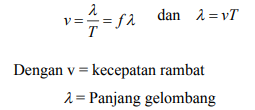 v = λ/T = fλ dan λ = vT
Dengan v = kecepatan rambat
λ = Panjang gelombang